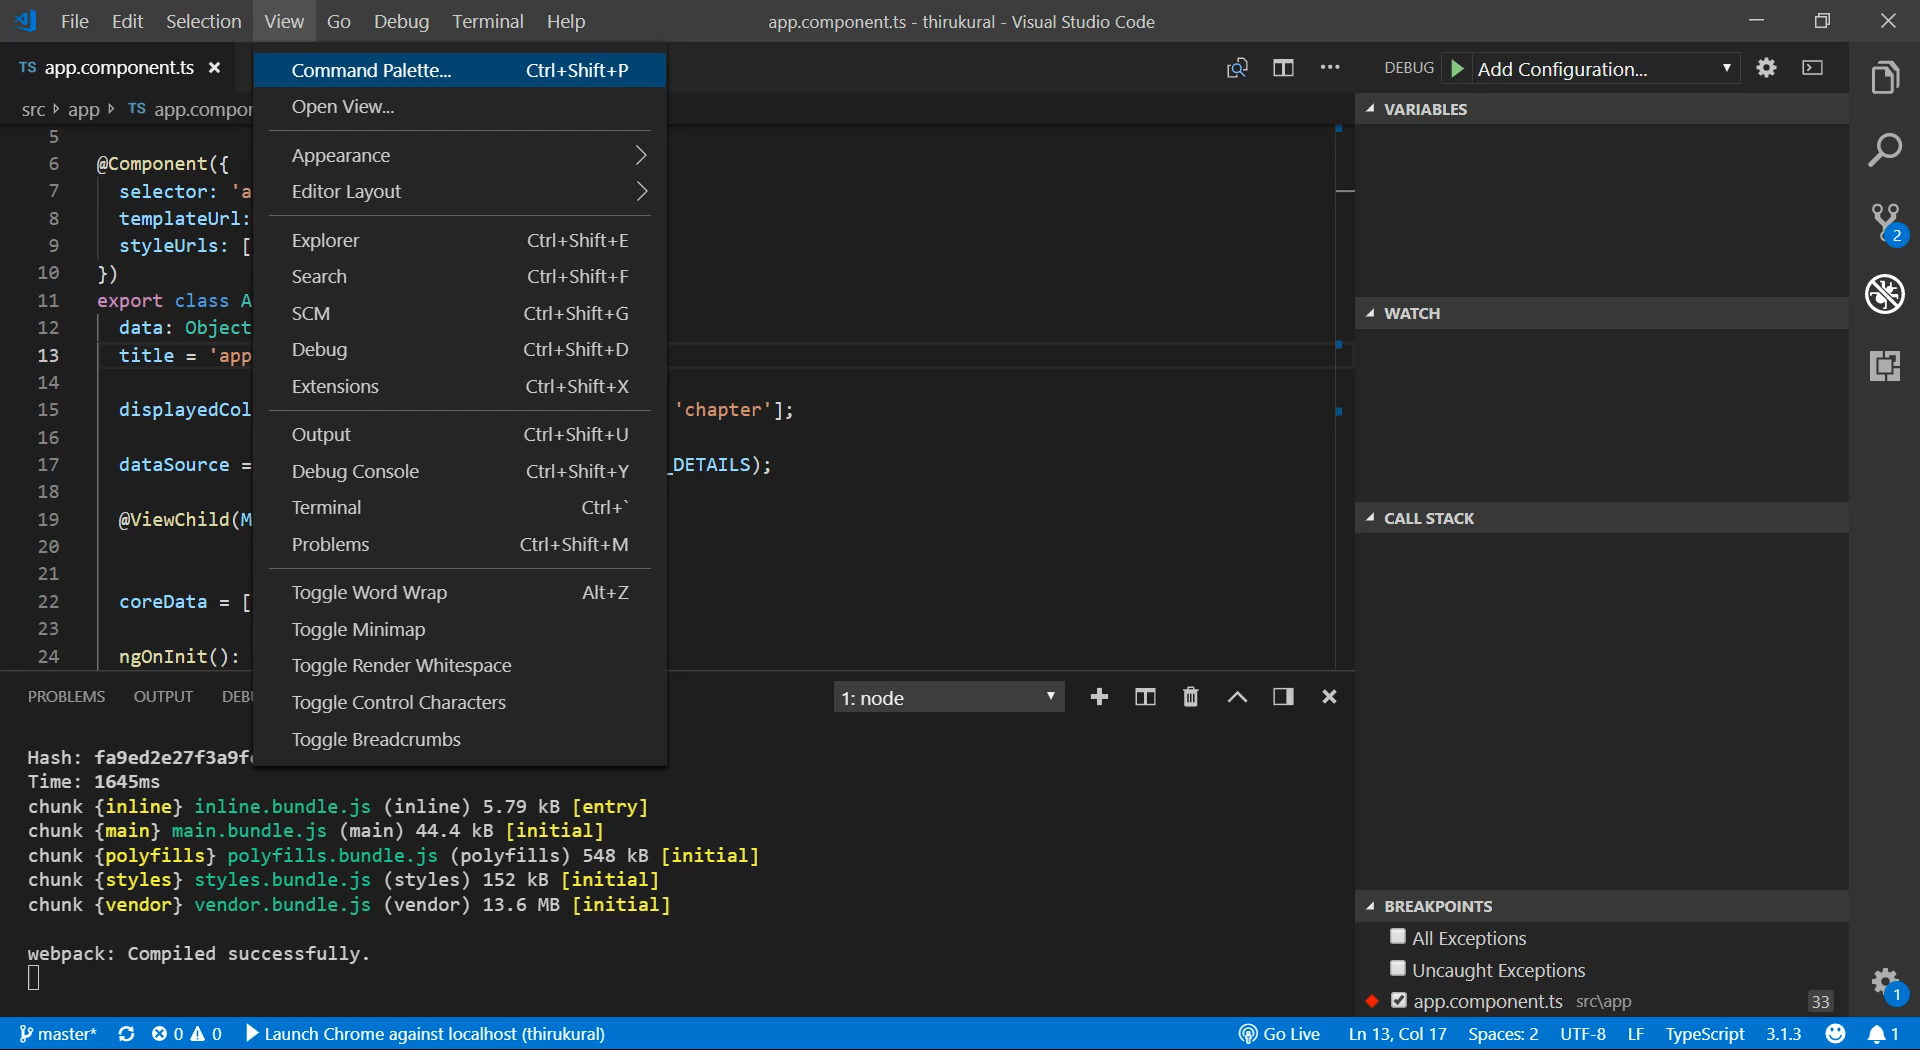 File Edit Selection View Go Debug Terminal Help app.component.ts - thirukural - Visual Studio Code
TS app.component.ts
DEBUG Add Configuration...
src app TS app.compon
Command Palette... Ctrl+Shift+P
Open View...
Appearance
Editor Layout
Explorer Ctrl+Shift+E
Search Ctrl+Shift+F
SCM Ctrl+Shift+G
Debug Ctrl+Shift+D
Extensions Ctrl+Shift+X
Output Ctrl+Shift+U
Debug Console Ctrl+Shift+Y
Terminal Ctrl+`
Problems Ctrl+Shift+M
Toggle Word Wrap Alt+Z
Toggle Minimap
Toggle Render Whitespace
Toggle Control Characters
Toggle Breadcrumbs
5
6 @Component({
7 selector: 'a
8 templateUrl:
9 styleUrls: [
10 })
11 export class A
12 data: Object
13 title = 'app
14
15 displayedCol 'chapter'];
16
17 dataSource = _DETAILS);
18
19 @ViewChild(M
20
21
22 coreData = [
23
24 ngOnInit():
PROBLEMS OUTPUT DEB 1: node
Hash: fa9ed2e27f3a9f
Time: 1645ms
chunk {inline} inline.bundle.js (inline) 5.79 kB [entry]
chunk {main} main.bundle.js (main) 44.4 kB [initial]
chunk {polyfills} polyfills.bundle.js (polyfills) 548 kB [initial]
chunk {styles} styles.bundle.js (styles) 152 kB [initial]
chunk {vendor} vendor.bundle.js (vendor) 13.6 MB [initial]
webpack: Compiled successfully.
VARIABLES
WATCH
CALL STACK
BREAKPOINTS
All Exceptions
Uncaught Exceptions
app.component.ts src\app 33
2
1
master* 0 0 Launch Chrome against localhost (thirukural) Go Live Ln 13, Col 17 Spaces: 2 UTF-8 LF TypeScript 3.1.3 1